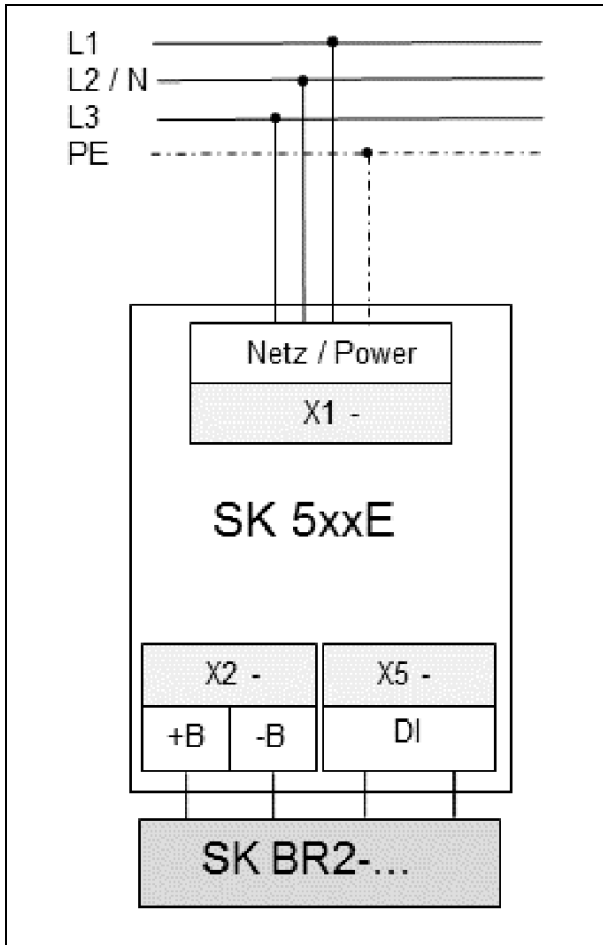 L1
L2 / N
L3
PE
Netz / Power
X1 -
SK 5xxE
X2 -
X5 -
+B
-B
DI
SK BR2-...